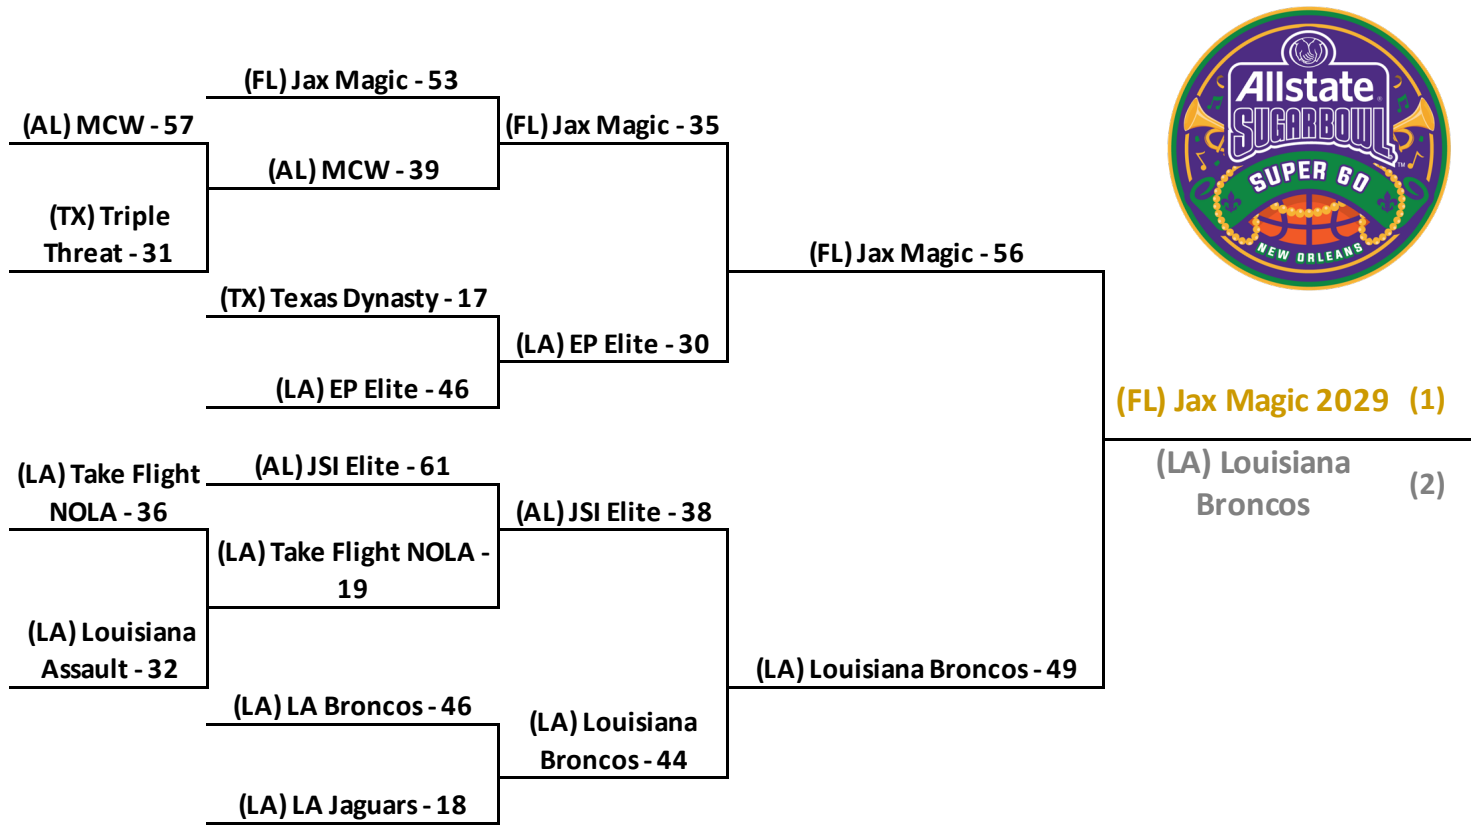 (FL) Jax Magic - 53
(AL) MCW - 57
(FL) Jax Magic - 35
(AL) MCW - 39
(TX) Triple
Threat - 31
(FL) Jax Magic - 56
(TX) Texas Dynasty - 17
(LA) EP Elite - 30
(LA) EP Elite - 46
(FL) Jax Magic 2029 (1)
(LA) Louisiana
Broncos
(2)
(LA) Take Flight
NOLA - 36
(AL) JSI Elite - 61
(AL) JSI Elite - 38
(LA) Take Flight NOLA -
19
(LA) Louisiana
Assault - 32
(LA) Louisiana Broncos - 49
(LA) LA Broncos - 46
(LA) Louisiana
Broncos - 44
(LA) LA Jaguars - 18
Allstate
SUGARBOWL
TM
SUPER 60
NEW ORLEANS